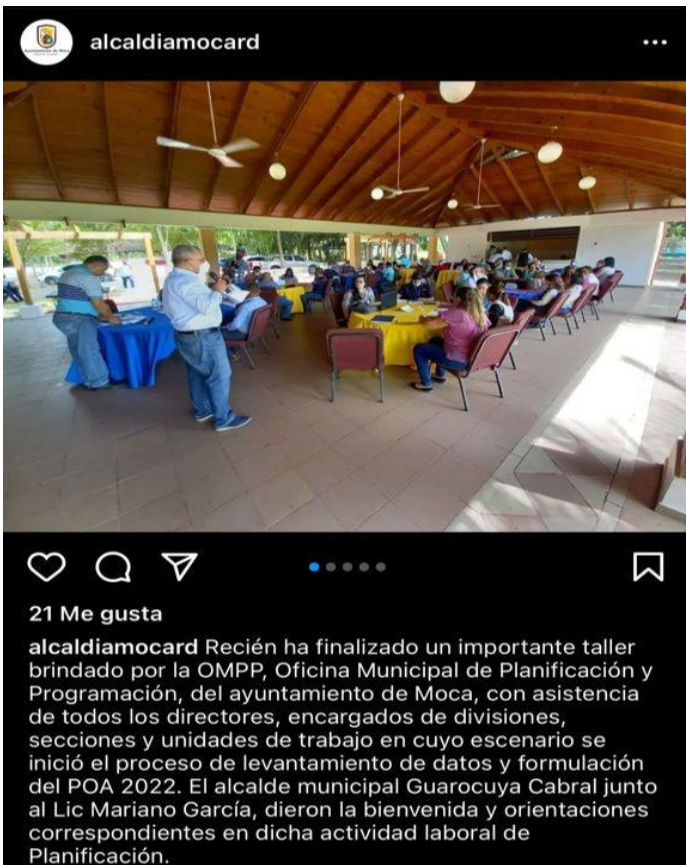 alcaldiamocard
21 Me gusta
alcaldiamocard Recién ha finalizado un importante taller
brindado por la OMPP, Oficina Municipal de Planificación y
Programación, del ayuntamiento de Moca, con asistencia
de todos los directores, encargados de divisiones,
secciones y unidades de trabajo en cuyo escenario se
inició el proceso de levantamiento de datos y formulación
del POA 2022. El alcalde municipal Guarocuya Cabral junto
al Lic Mariano García, dieron la bienvenida y orientaciones
correspondientes en dicha actividad laboral de
Planificación.